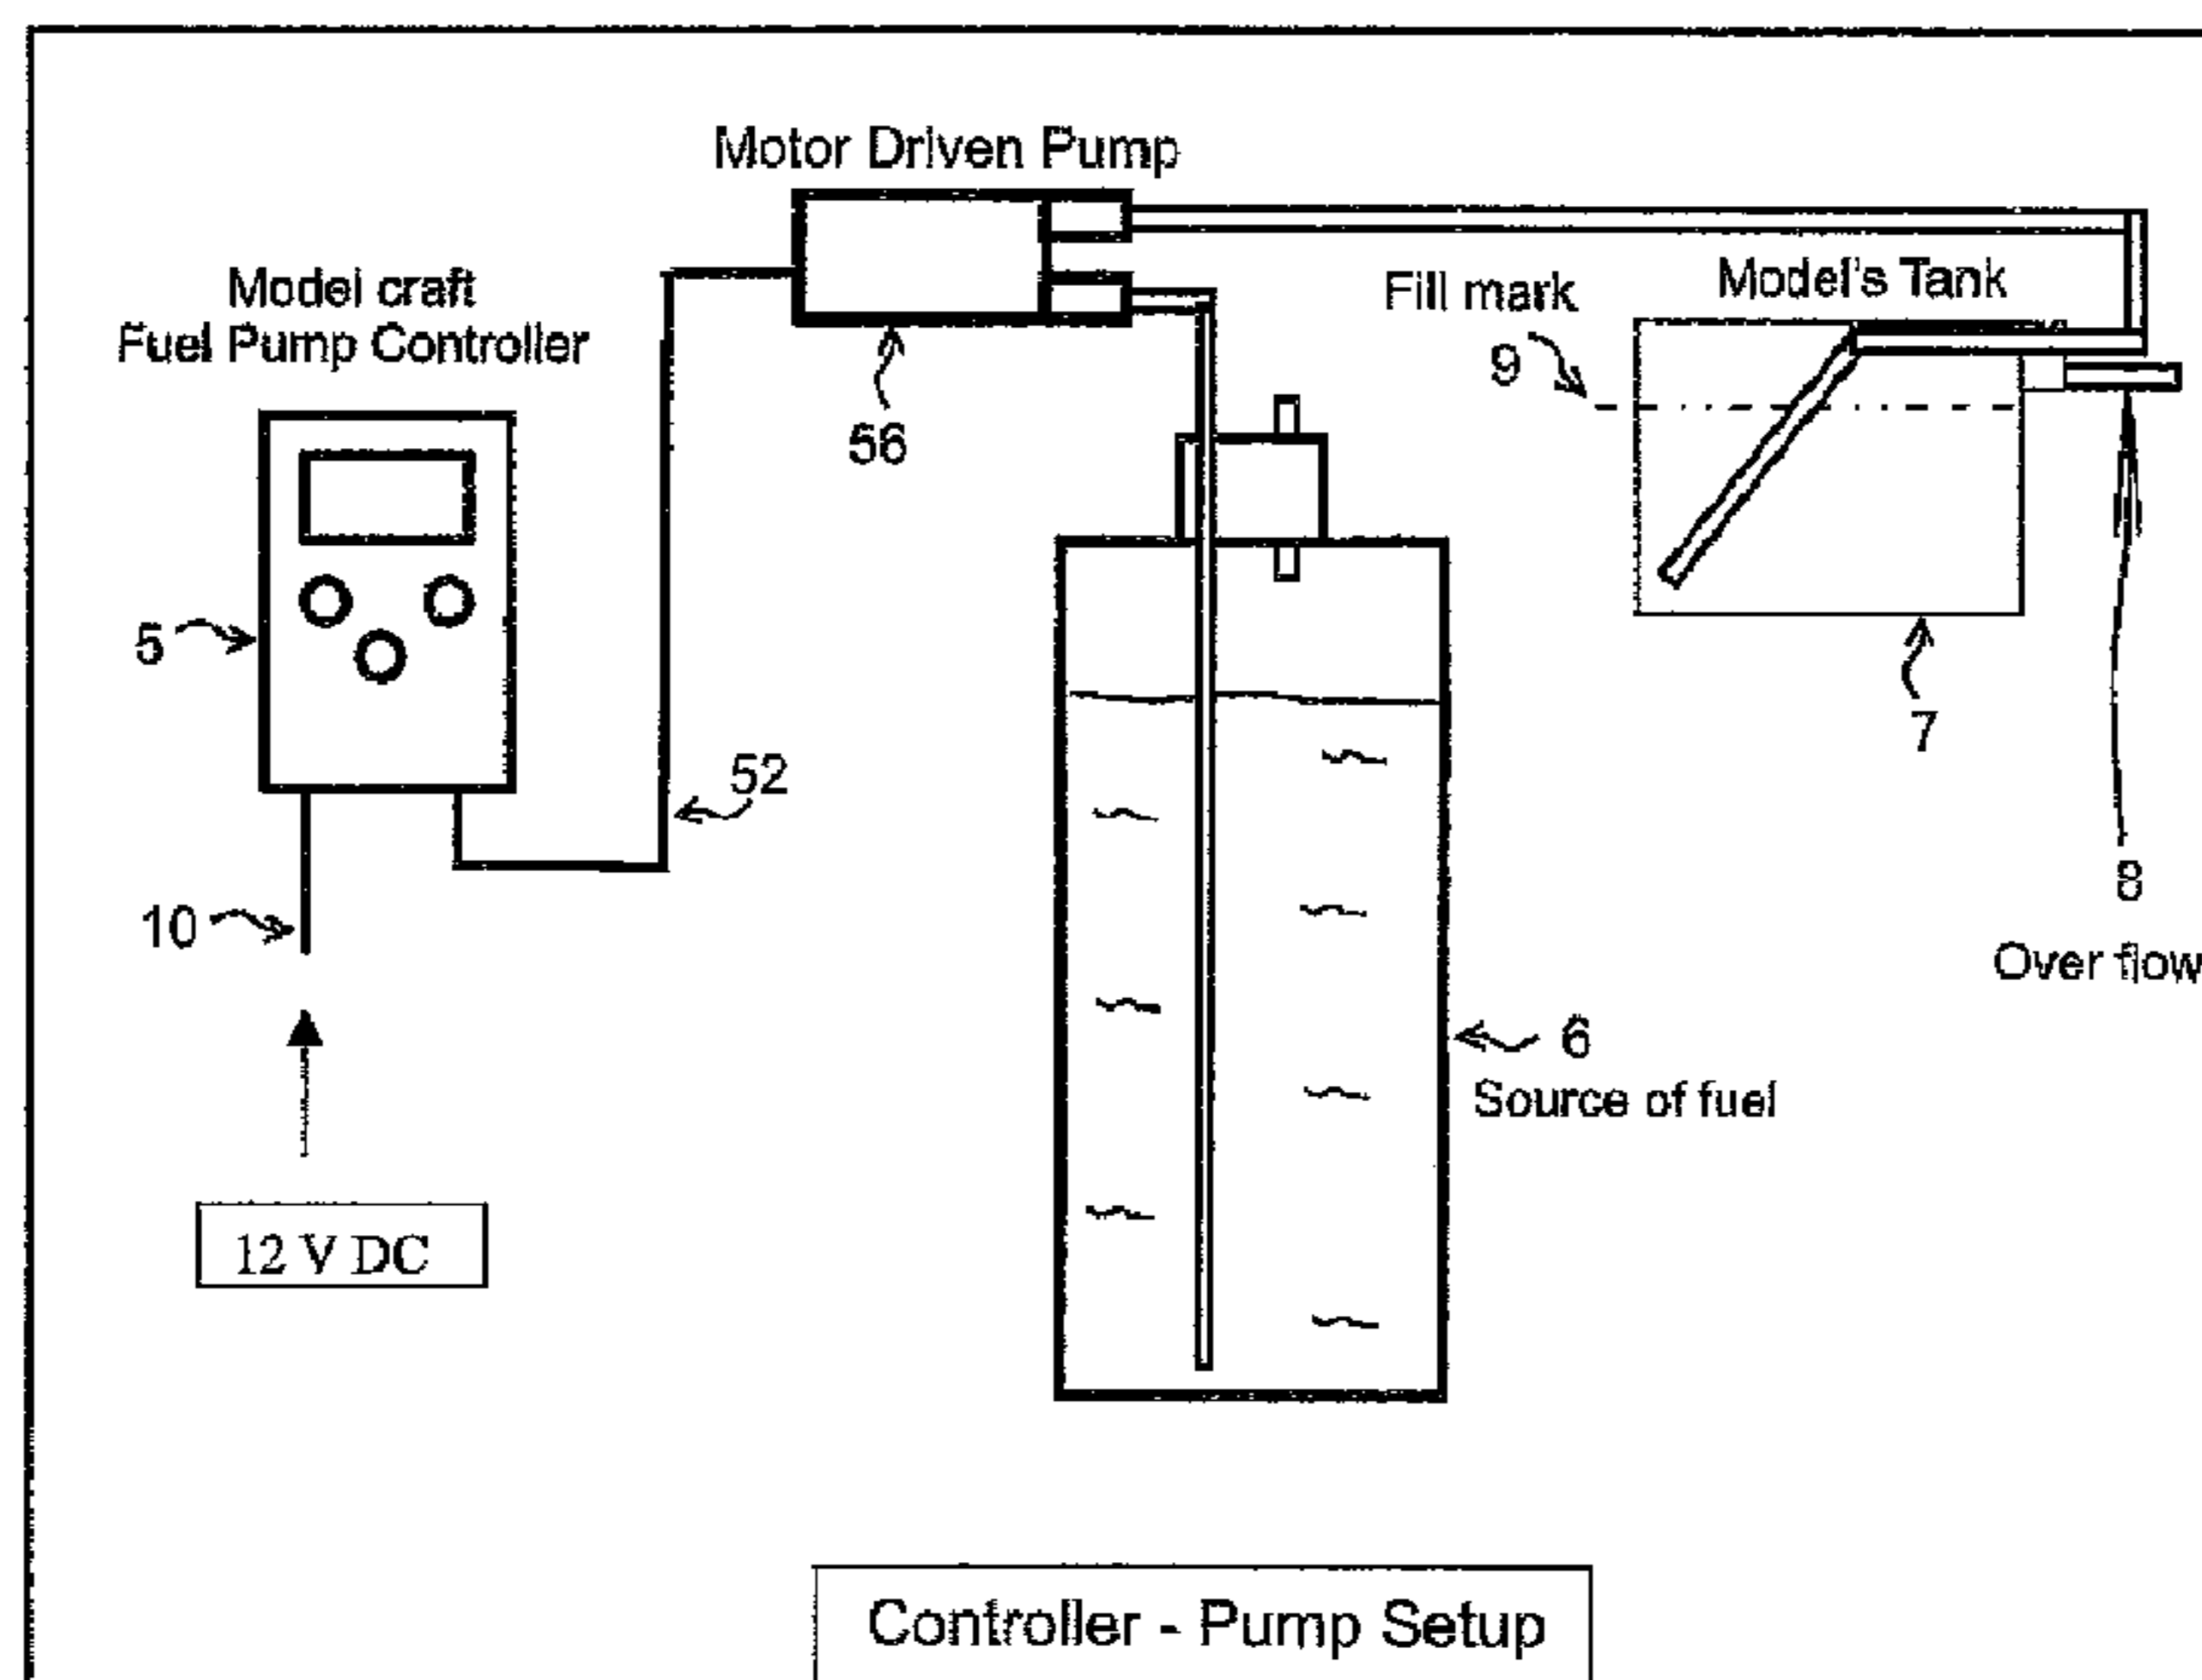 Motor Driven Pump
Model craft
Fuel Pump Controller
Fill mark
Model's Tank
9
56
5
52
7
10
8
Over flow
6
Source of fuel
12 V DC
Controller - Pump Setup